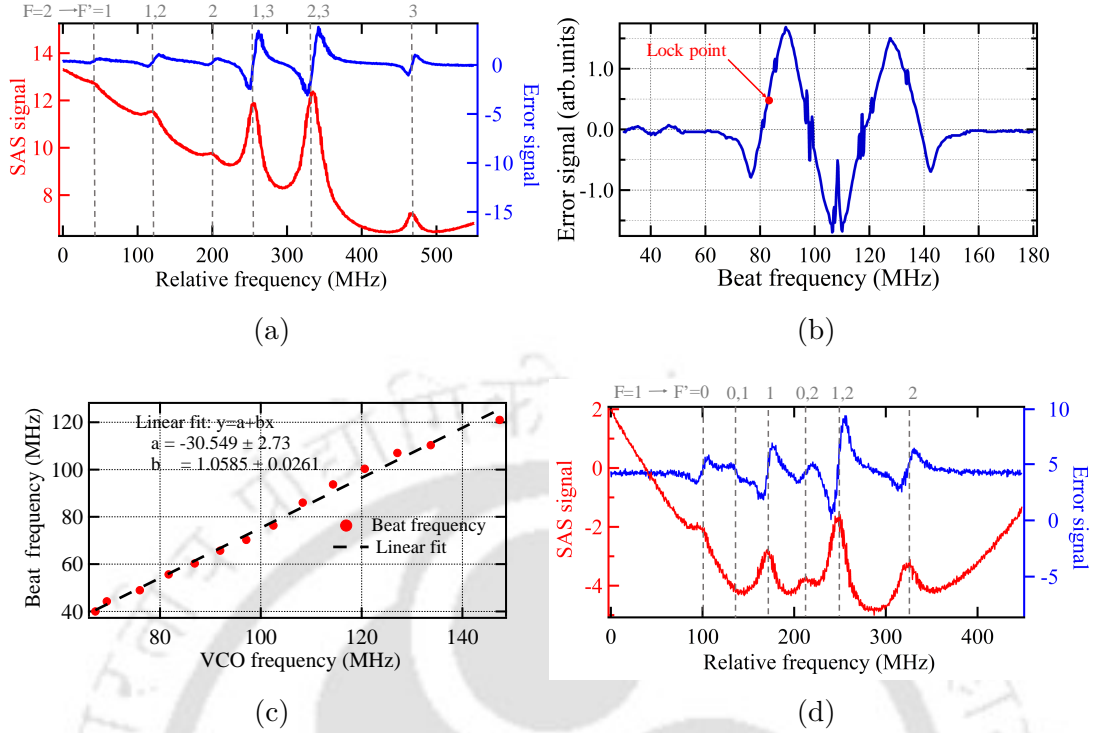 F=2 → F'=1 1,2 2 1,3 2,3 3
14
12
10
8
0
-5
-10
-15
SAS signal
Error signal
0 100 200 300 400 500
Relative frequency (MHz)
(a)
Lock point
1.0
0.0
-1.0
Error signal (arb.units)
40 60 80 100 120 140 160 180
Beat frequency (MHz)
(b)
Linear fit: y=a+bx
a = -30.549 ± 2.73
b = 1.0585 ± 0.0261
Beat frequency
Linear fit
120
100
80
60
40
Beat frequency (MHz)
80 100 120 140
VCO frequency (MHz)
(c)
F=1 → F'=0 0,1 1 0,2 1,2 2
2
0
-2
-4
10
5
0
-5
SAS signal
Error signal
0 100 200 300 400
Relative frequency (MHz)
(d)